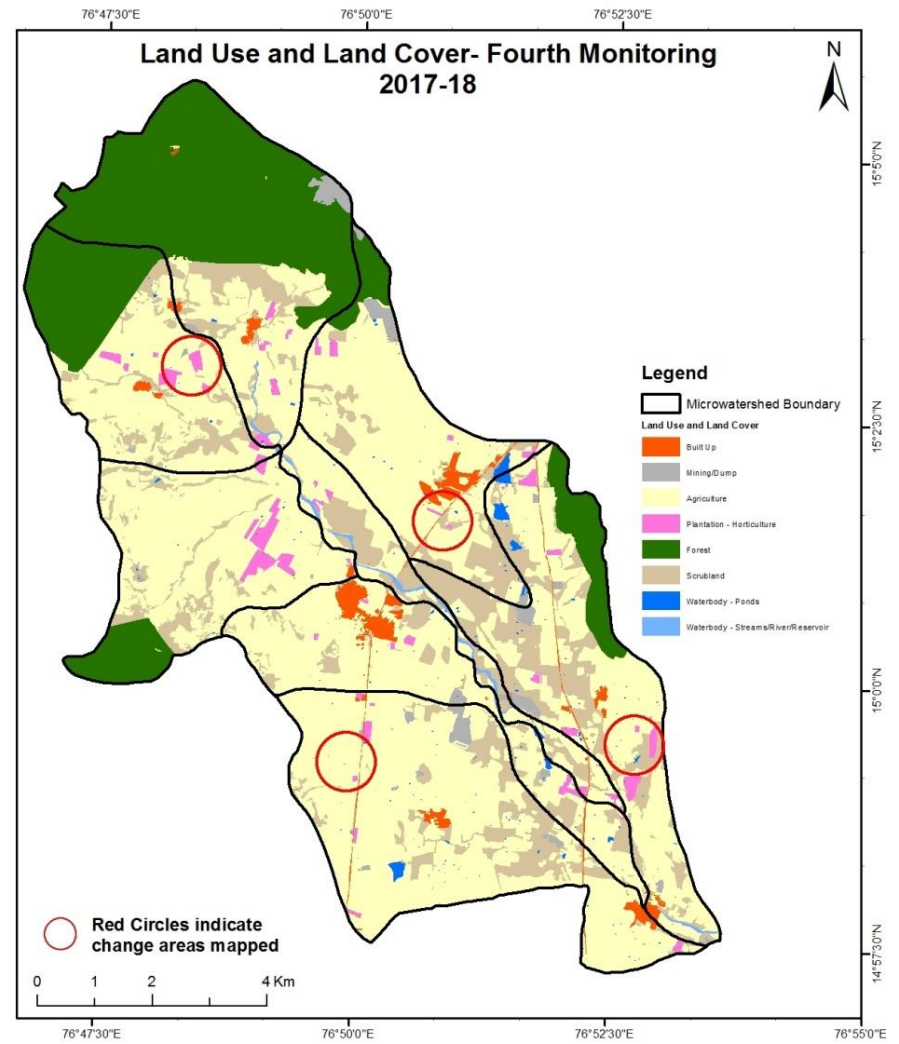 76°47'30"E 76°50'0"E 76°52'30"E
Land Use and Land Cover- Fourth Monitoring
2017-18
N
15°5'0"N
15°2'30"N
15°0'0"N
14°57'30"N
Legend
Microwatershed Boundary
Land Use and Land Cover
Built Up
Mining/Dump
Agriculture
Plantation - Horticulture
Forest
Scrubland
Waterbody - Ponds
Waterbody - Streams/River/Reservoir
Red Circles indicate
change areas mapped
0 1 2 4 Km
76°47'30"E 76°50'0"E 76°52'30"E 76°55'0"E